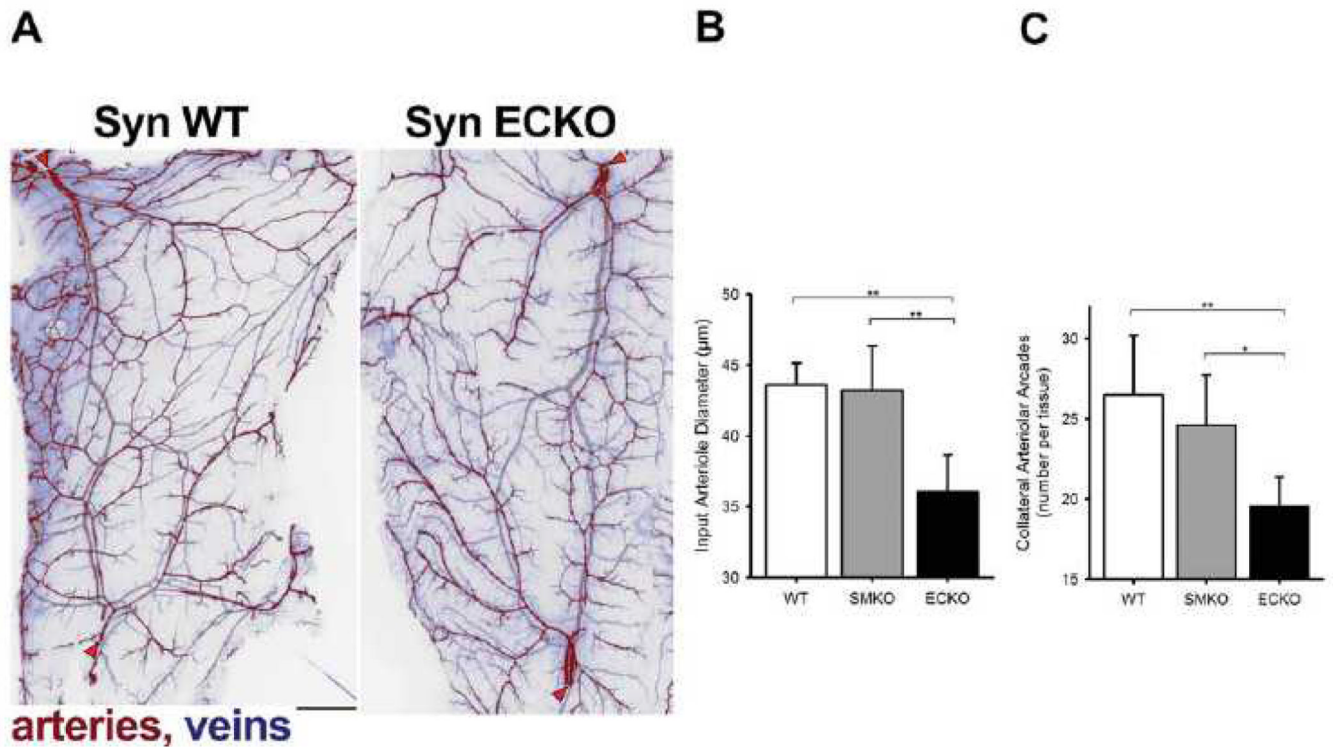 A
B
C
Syn WT
Syn ECKO
arteries, veins
Input Arteriole Diameter (µm)
50
45
40
35
30
**
**
WT
SMKO
ECKO
Collateral Arteriolar Arcades
(number per tissue)
30
25
20
15
**
*
WT
SMKO
ECKO